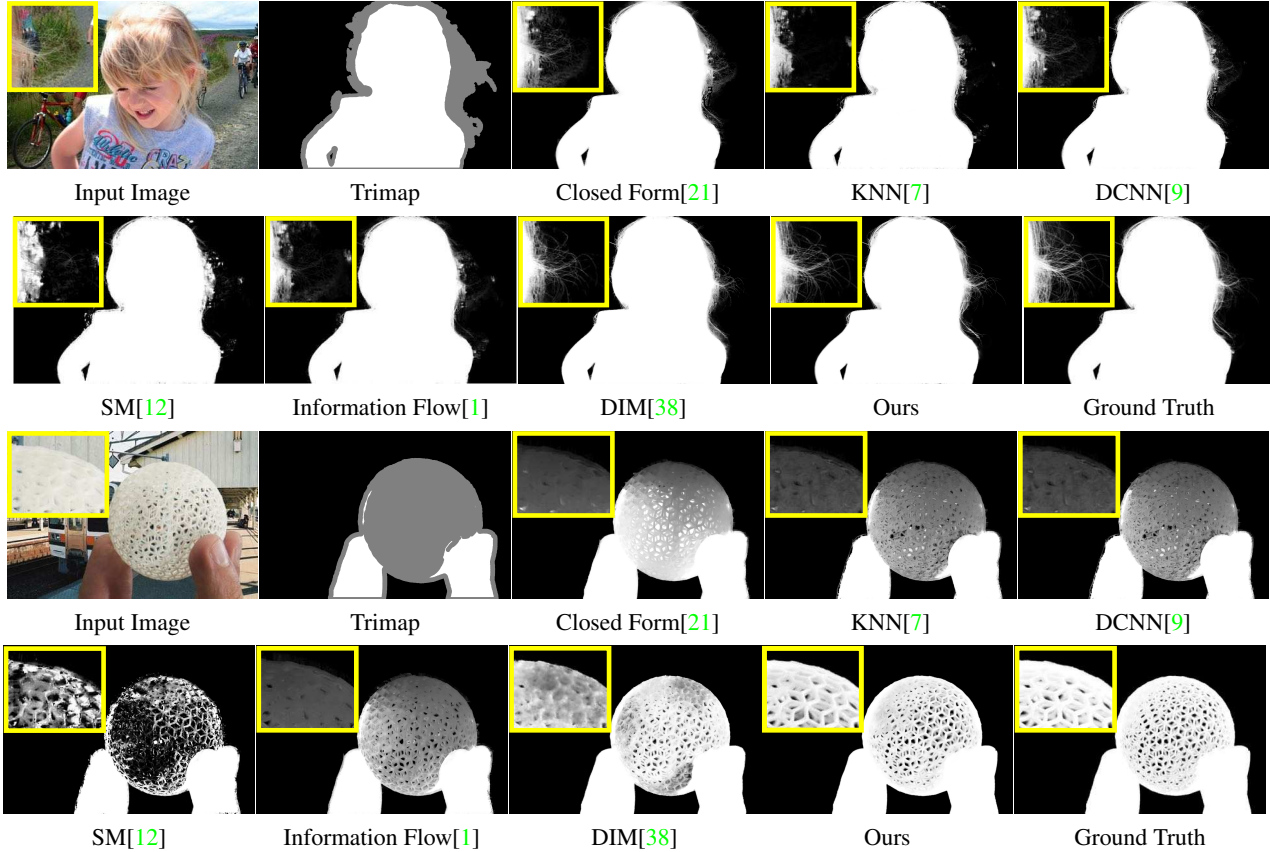 Athletic
CRAZ
Input Image Trimap Closed Form[21] KNN[7] DCNN[9]
SM[12] Information Flow[1] DIM[38] Ours Ground Truth
Input Image Trimap Closed Form[21] KNN[7] DCNN[9]
SM[12] Information Flow[1] DIM[38] Ours Ground Truth